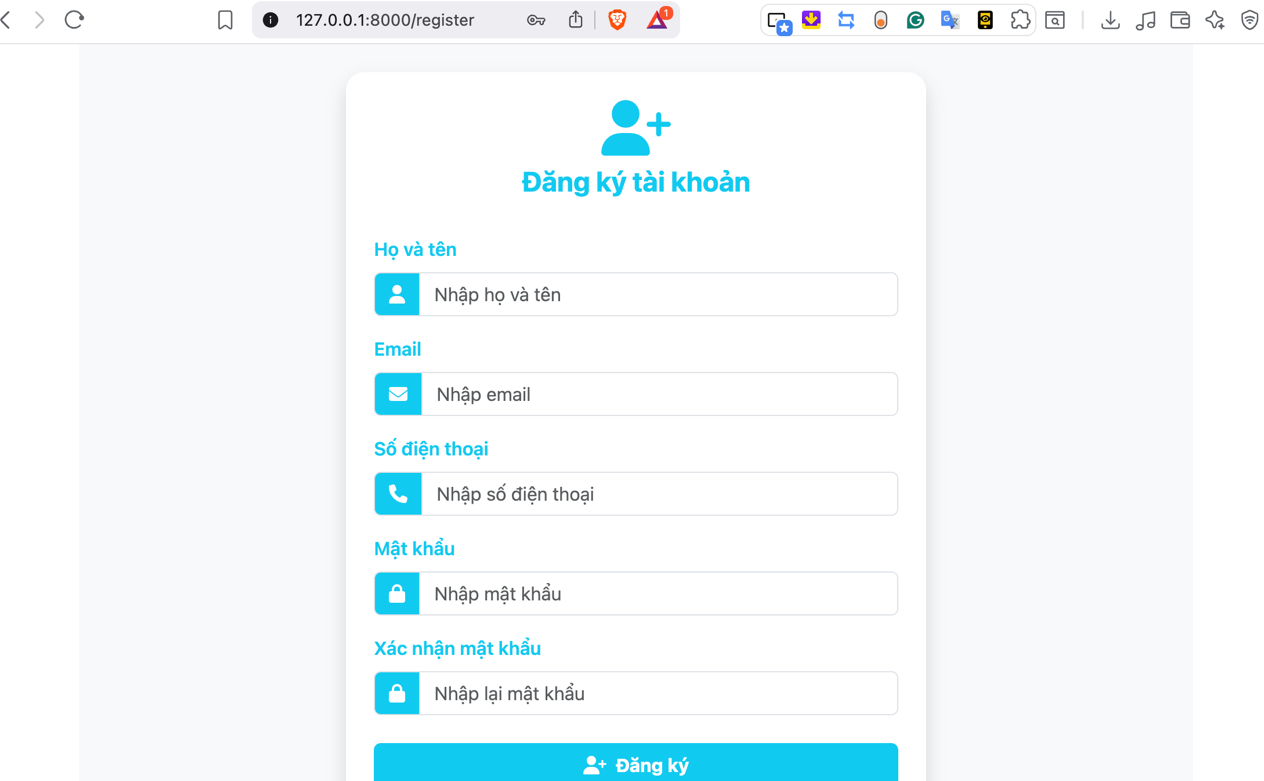 127.0.0.1:8000/register
1
Đăng ký tài khoản
Họ và tên
Nhập họ và tên
Email
Nhập email
Số điện thoại
Nhập số điện thoại
Mật khẩu
Nhập mật khẩu
Xác nhận mật khẩu
Nhập lại mật khẩu
Đăng ký